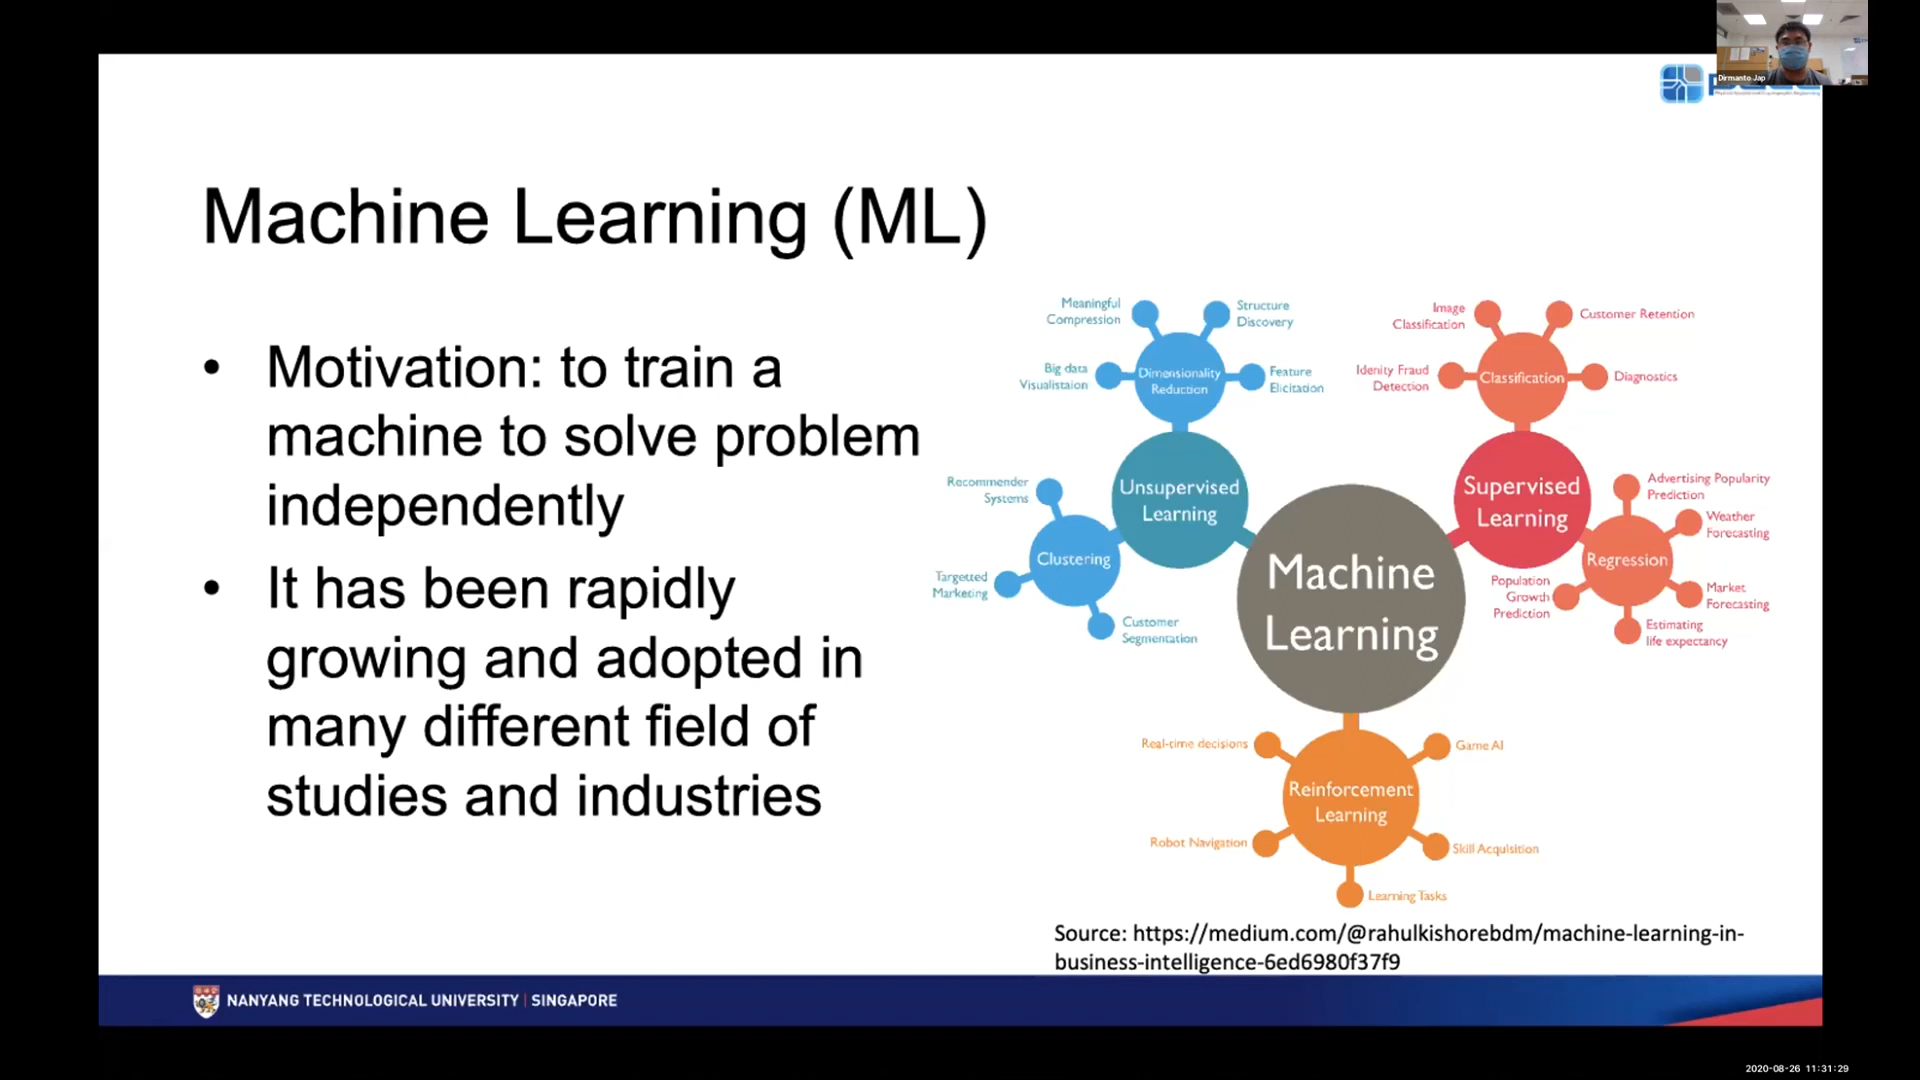 Dirmanto Jap
Machine Learning (ML)
• Motivation: to train a
machine to solve problem
independently
• It has been rapidly
growing and adopted in
many different field of
studies and industries
Meaningful
Compression
Structure
Discovery
Big data
Visualistaion
Dimensionality
Reduction
Feature
Elicitation
Unsupervised
Learning
Recommender
Systems
Clustering
Targetted
Marketing
Customer
Segmentation
Machine
Learning
Image
Classification
Customer Retention
Idenity Fraud
Detection
Classification
Diagnostics
Supervised
Learning
Advertising Popularity
Prediction
Weather
Forecasting
Regression
Population
Growth
Prediction
Market
Forecasting
Estimating
life expectancy
Real-time decisions
Game AI
Reinforcement
Learning
Robot Navigation
Skill Acquisition
Learning Tasks
Source: https://medium.com/@rahulkishorebdm/machine-learning-in-
business-intelligence-6ed6980f37f9
NANYANG TECHNOLOGICAL UNIVERSITY | SINGAPORE
2020-08-26 11:31:29